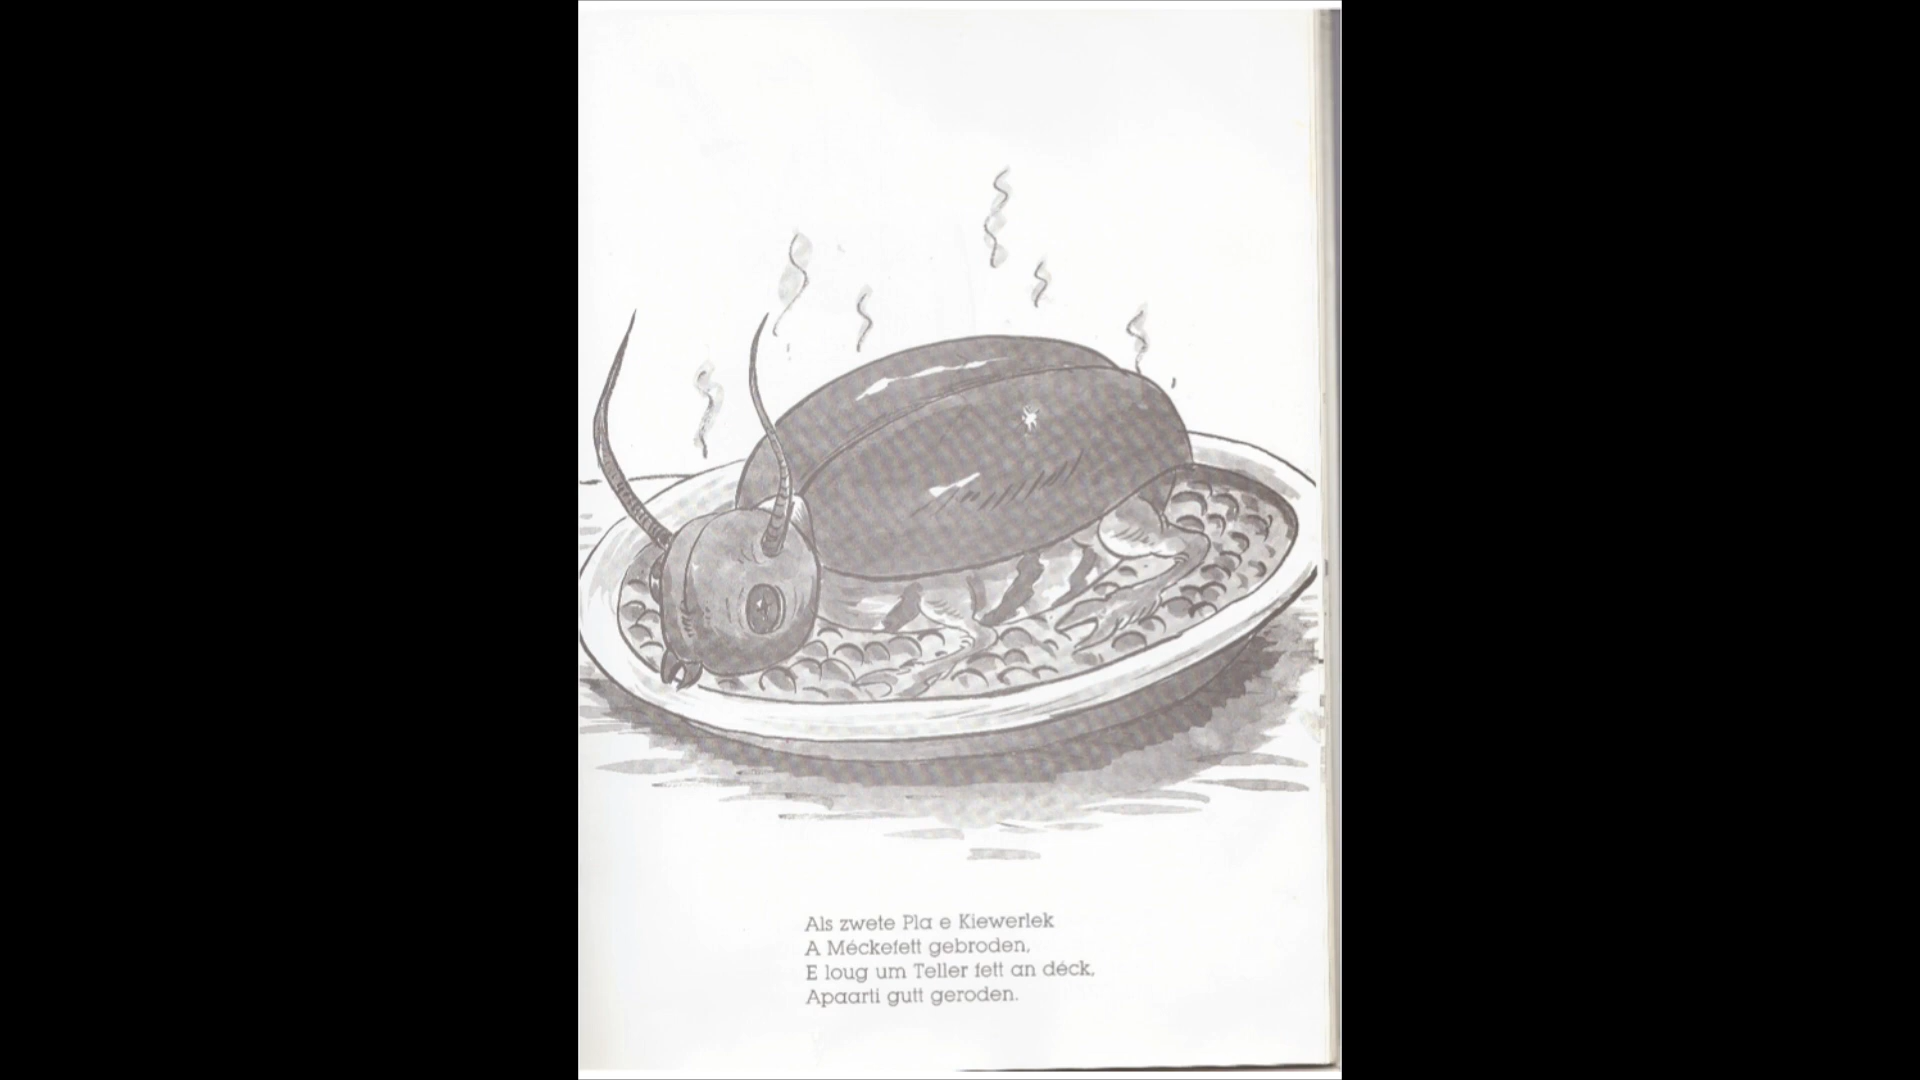 Als zwete Pla e Kiewerlek
A Méckefett gebroden,
E loug um Teller fett an déck,
Apaarti gutt geroden.